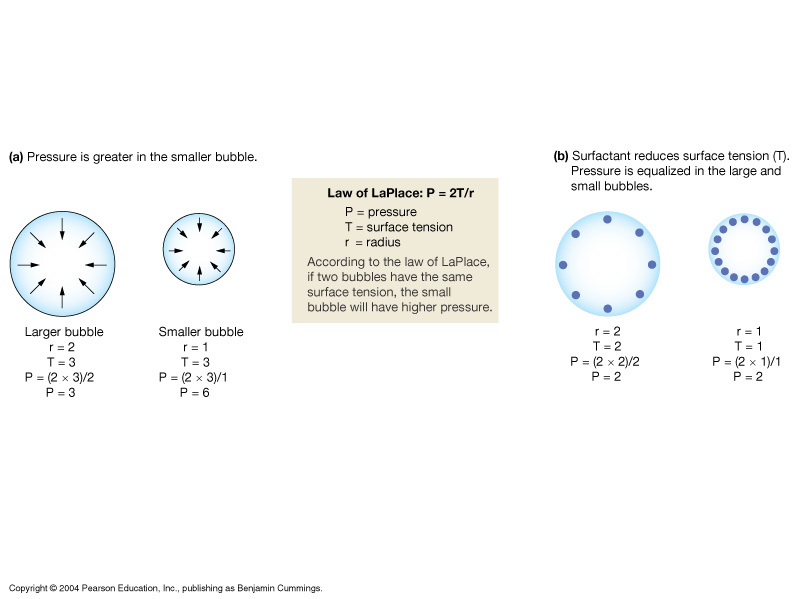 (a) Pressure is greater in the smaller bubble.
Larger bubble
r = 2
T = 3
P = (2 × 3)/2
P = 3
Smaller bubble
r = 1
T = 3
P = (2 × 3)/1
P = 6
Law of LaPlace: P = 2T/r
P = pressure
T = surface tension
r = radius
According to the law of LaPlace,
if two bubbles have the same
surface tension, the small
bubble will have higher pressure.
(b) Surfactant reduces surface tension (T).
Pressure is equalized in the large and
small bubbles.
r = 2
T = 2
P = (2 × 2)/2
P = 2
r = 1
T = 1
P = (2 × 1)/1
P = 2
Copyright © 2004 Pearson Education, Inc., publishing as Benjamin Cummings.